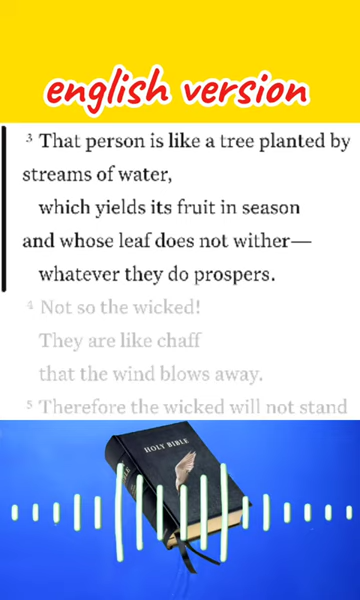 english version
3 That person is like a tree planted by
streams of water,
which yields its fruit in season
and whose leaf does not wither—
whatever they do prospers.
4 Not so the wicked!
They are like chaff
that the wind blows away.
5 Therefore the wicked will not stand
HOLY BIBLE